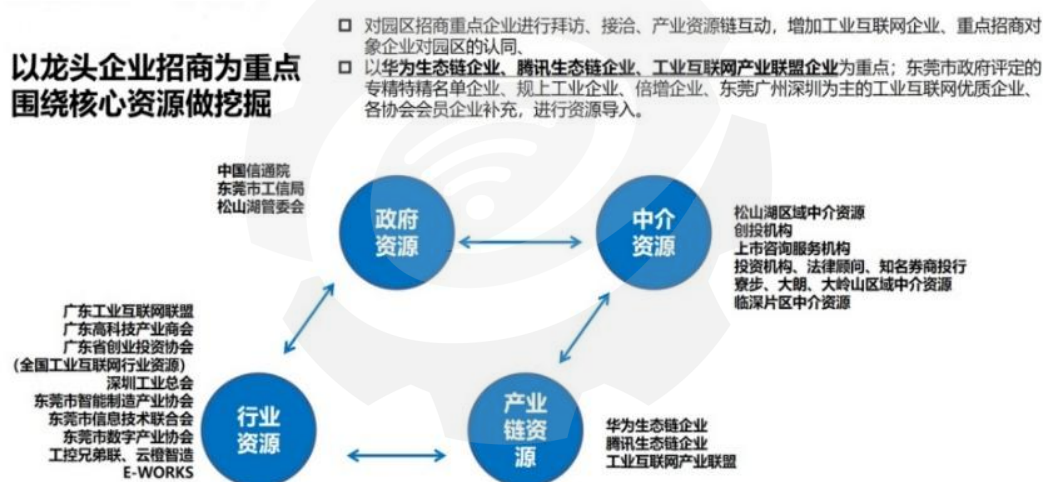 以龙头企业招商为重点
围绕核心资源做挖掘
对园区招商重点企业进行拜访、接洽、产业资源链互动，增加工业互联网企业、重点招商对
象企业对园区的认同、
以华为生态链企业、腾讯生态链企业、工业互联网产业联盟企业为重点；东莞市政府评定的
专精特精名单企业、规上工业企业、倍增企业、东莞广州深圳为主的工业互联网优质企业、
各协会会员企业补充，进行资源导入。
中国信通院
东莞市工信局
松山湖管委会
政府
资源
中介
资源
松山湖区域中介资源
创投机构
上市咨询服务机构
投资机构、法律顾问、知名券商投行
寮步、大朗、大岭山区域中介资源
临深片区中介资源
广东工业互联网联盟
广东高科技产业商会
广东省创业投资协会
（全国工业互联网行业资源）
深圳工业总会
东莞市智能制造产业协会
东莞市信息技术联合会
东莞市数字产业协会
工控兄弟联、云橙智造
E-WORKS
行业
资源
产业
链资
源
华为生态链企业
腾讯生态链企业
工业互联网产业联盟